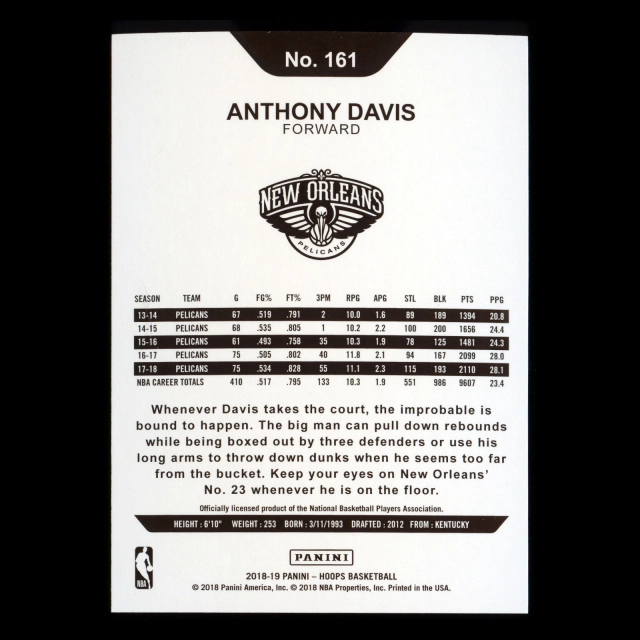 No. 161
ANTHONY DAVIS
FORWARD
NEW ORLEANS
PELICANS
SEASON TEAM G FG% FT% 3PM RPG APG STL BLK PTS PPG
13-14 PELICANS 67 .519 .791 2 10.0 1.6 89 189 1394 20.8
14-15 PELICANS 68 .535 .805 1 10.2 2.2 100 200 1656 24.4
15-16 PELICANS 61 .493 .758 35 10.3 1.9 78 125 1481 24.3
16-17 PELICANS 75 .505 .802 40 11.8 2.1 94 167 2099 28.0
17-18 PELICANS 75 .534 .828 55 11.1 2.3 115 193 2110 28.1
NBA CAREER TOTALS 410 .517 .795 133 10.3 1.9 551 986 9607 23.4
Whenever Davis takes the court, the improbable is
bound to happen. The big man can pull down rebounds
while being boxed out by three defenders or use his
long arms to throw down dunks when he seems too far
from the bucket. Keep your eyes on New Orleans'
No. 23 whenever he is on the floor.
Officially licensed product of the National Basketball Players Association.
HEIGHT: 6'10" WEIGHT: 253 BORN: 3/11/1993 DRAFTED: 2012 FROM: KENTUCKY
NBA
PANINI
2018-19 PANINI – HOOPS BASKETBALL
© 2018 Panini America, Inc. © 2018 NBA Properties, Inc. Printed in the USA.